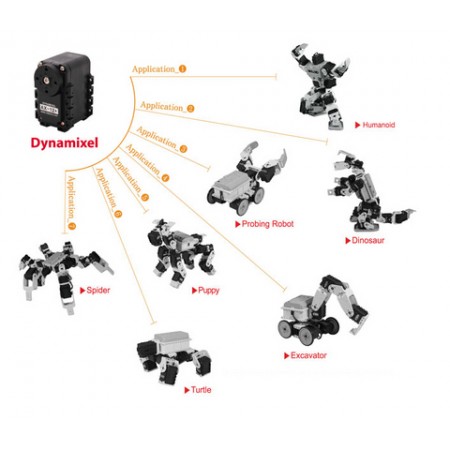 Application_1
Humanoid
Application_2
Dynamixel
Application_3
Probing Robot
Dinosaur
Application_4
Application_5
Application_6
Application_7
Spider
Puppy
Excavator
Turtle